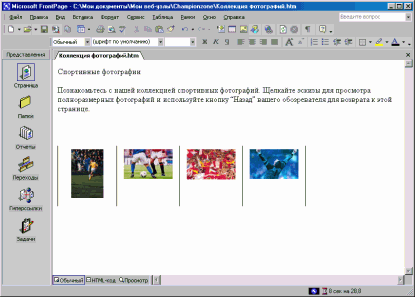 Microsoft FrontPage - C:\Мои документы\Мои веб-узлы\Championzone\Коллекция фотографий.htm
Файл Правка Вид Вставка Формат Сервис Таблица Рамки Окно Справка
Введите вопрос
Обычный (шрифт по умолчанию)
Представления
Коллекция фотографий.htm
Страница
Папки
Отчеты
Переходы
Гиперссылки
Задачи
Спортивные фотографии
Познакомьтесь с нашей коллекцией спортивных фотографий. Щелкайте эскизы для просмотра
полноразмерных фотографий и используйте кнопку "Назад" вашего обозревателя для возврата к этой
странице.
Обычный HTML-код Просмотр
0 сек на 28,8